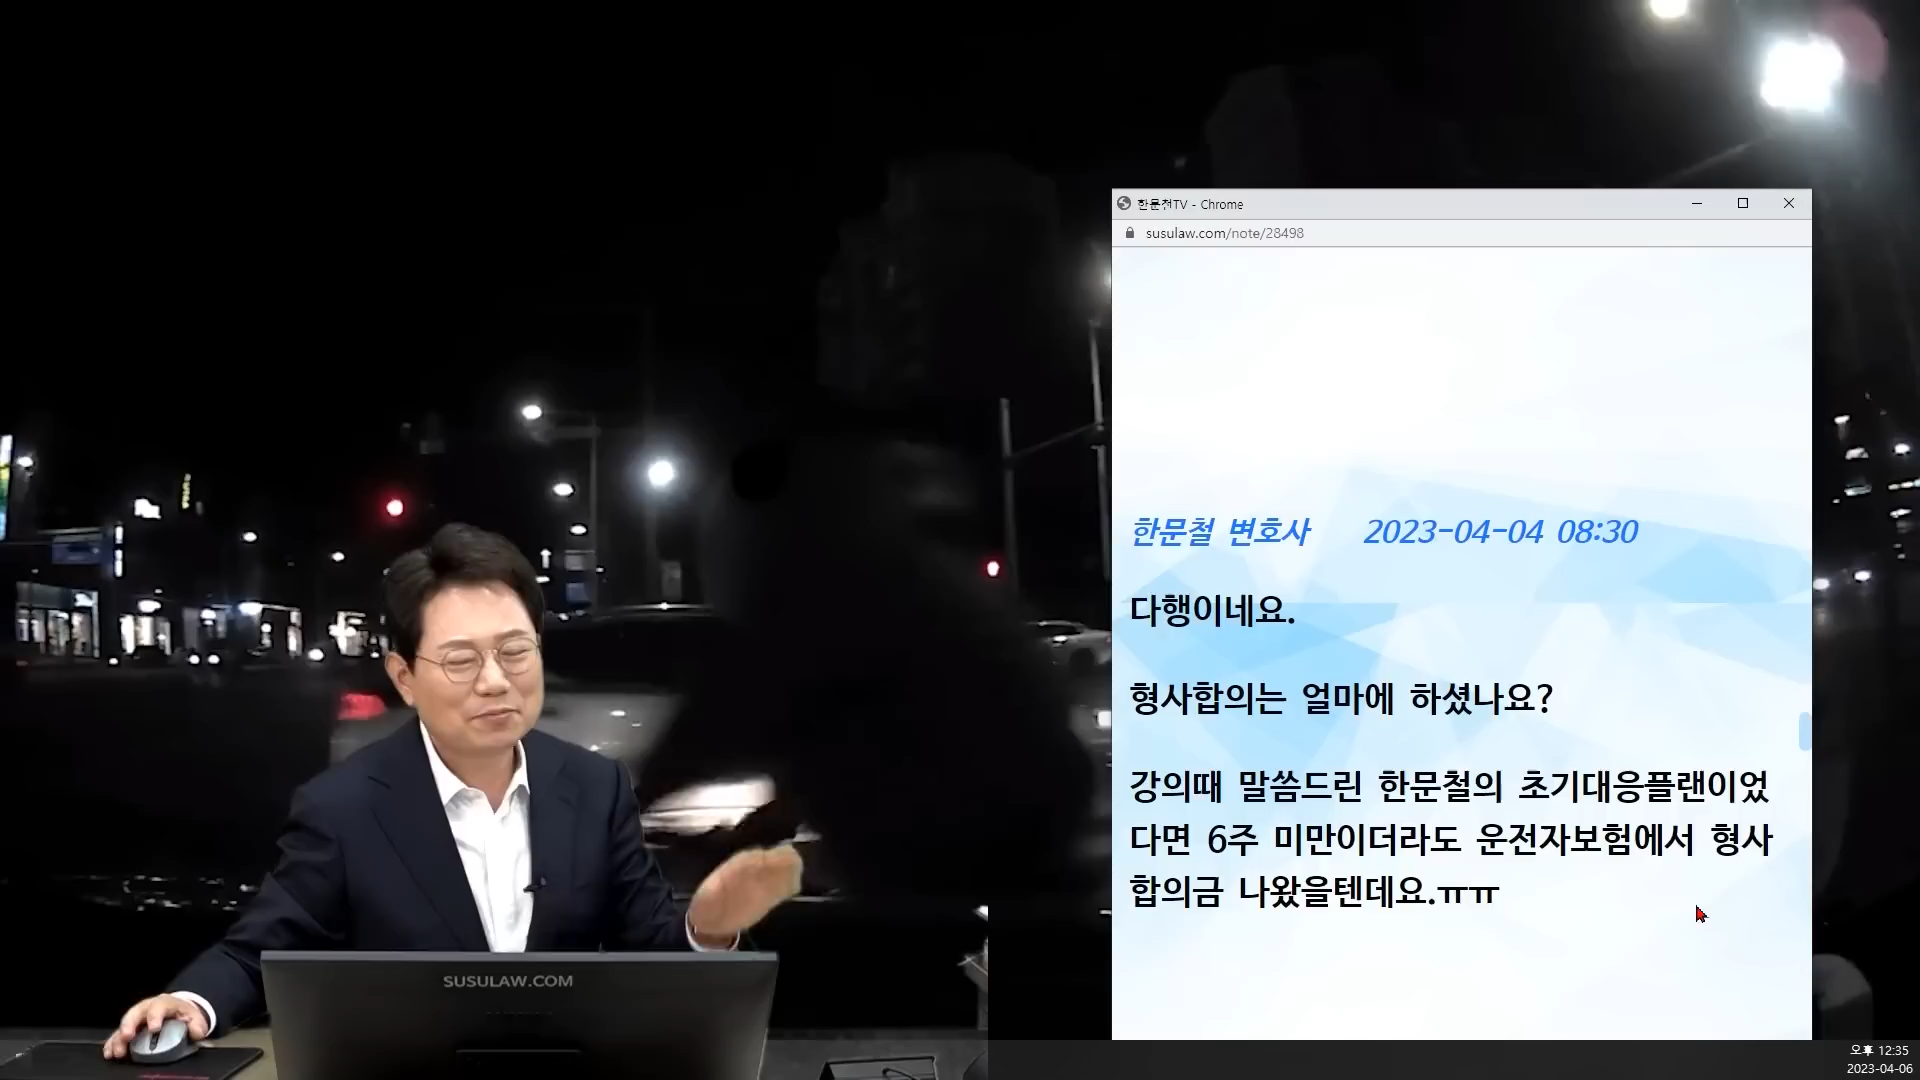 한문철TV - Chrome
susulaw.com/note/28498
한문철 변호사 2023-04-04 08:30
다행이네요.
형사합의는 얼마에 하셨나요?
강의때 말씀드린 한문철의 초기대응플랜이었
다면 6주 미만이더라도 운전자보험에서 형사
합의금 나왔을텐데요.ㅠㅠ
SUSULAW.COM
오후 12:35
2023-04-06